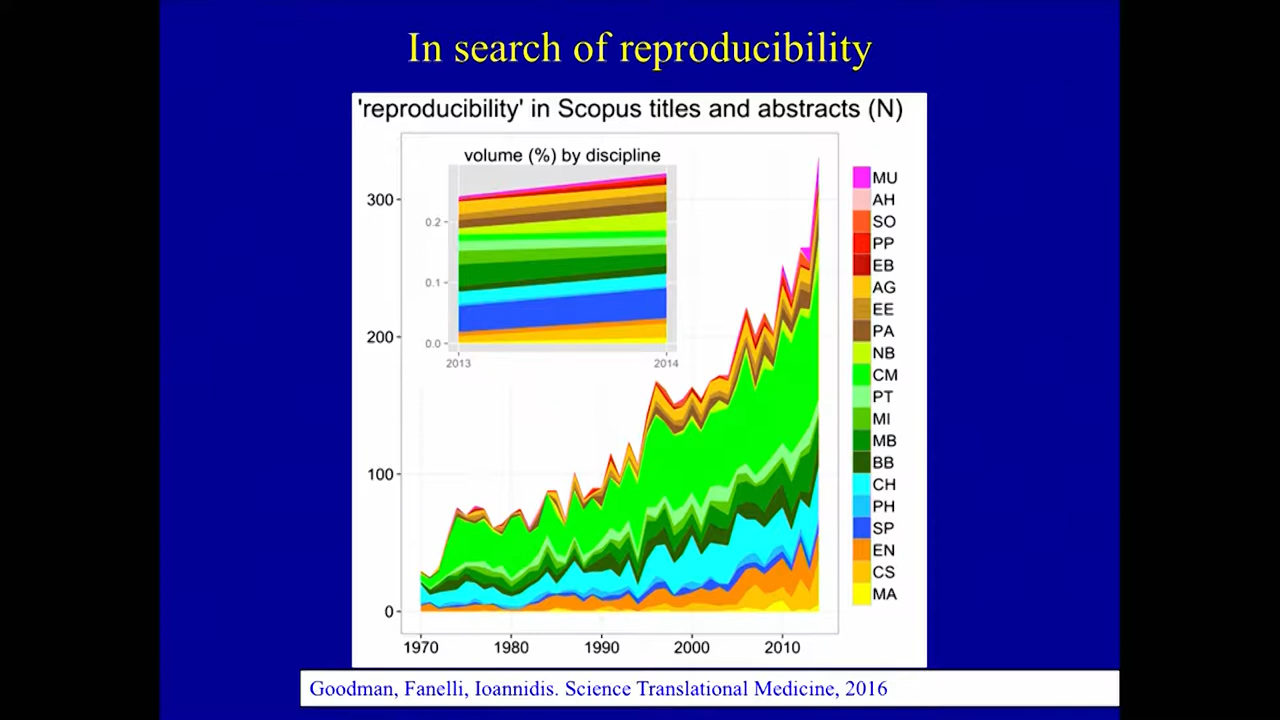 In search of reproducibility
'reproducibility' in Scopus titles and abstracts (N)
volume (%) by discipline
0.2
0.1
0.0
2013 2014
300
200
100
0
1970 1980 1990 2000 2010
MU
AH
SO
PP
EB
AG
EE
PA
NB
CM
PT
MI
MB
BB
CH
PH
SP
EN
CS
MA
Goodman, Fanelli, Ioannidis. Science Translational Medicine, 2016